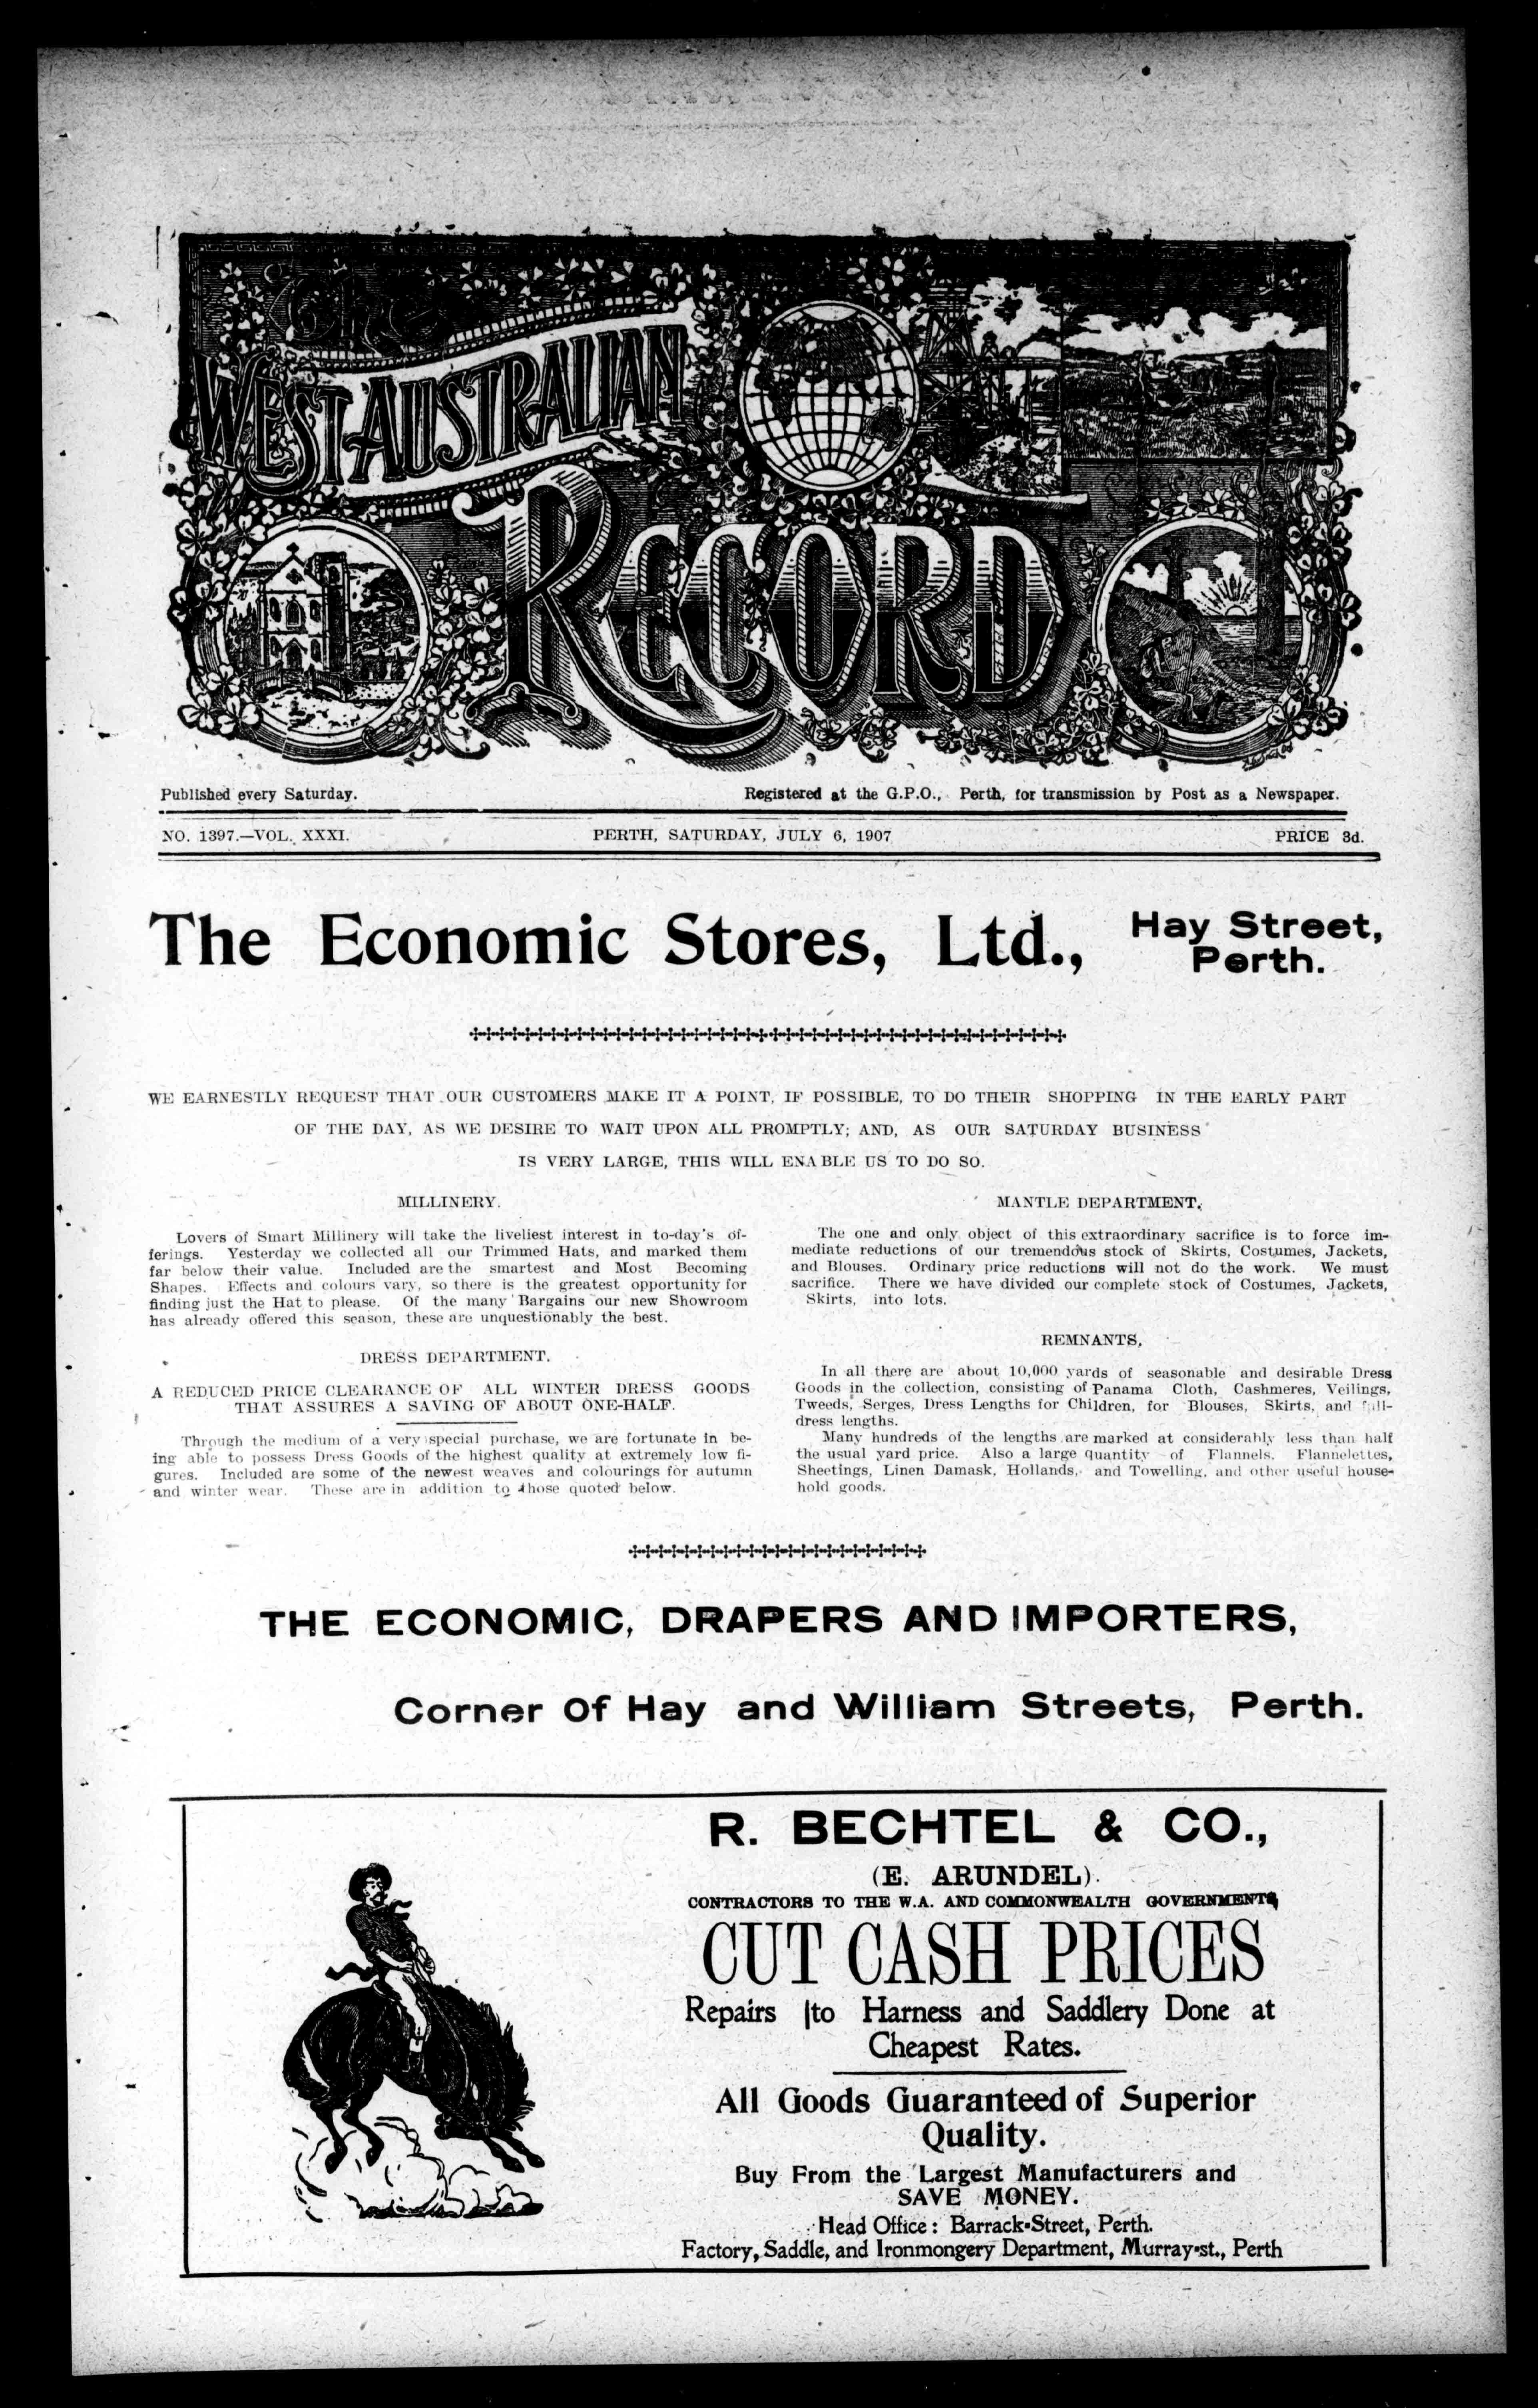 The
WEST AUSTRALIAN
RECORD
Published every Saturday.
Registered at the G.P.O., Perth, for transmission by Post as a Newspaper.
NO. 1397.—VOL. XXXI.
PERTH, SATURDAY, JULY 6, 1907
PRICE 3d.
The Economic Stores, Ltd.,
Hay Street,
Perth.
WE EARNESTLY REQUEST THAT OUR CUSTOMERS MAKE IT A POINT, IF POSSIBLE, TO DO THEIR SHOPPING IN THE EARLY PART
OF THE DAY, AS WE DESIRE TO WAIT UPON ALL PROMPTLY; AND, AS OUR SATURDAY BUSINESS
IS VERY LARGE, THIS WILL ENABLE US TO DO SO.
MILLINERY.
Lovers of Smart Millinery will take the liveliest interest in to-day's of-
ferings. Yesterday we collected all our Trimmed Hats, and marked them
far below their value. Included are the smartest and Most Becoming
Shapes. Effects and colours vary, so there is the greatest opportunity for
finding just the Hat to please. Of the many Bargains our new Showroom
has already offered this season, these are unquestionably the best.
DRESS DEPARTMENT.
A REDUCED PRICE CLEARANCE OF ALL WINTER DRESS GOODS
THAT ASSURES A SAVING OF ABOUT ONE-HALF.
Through the medium of a very special purchase, we are fortunate in be-
ing able to possess Dress Goods of the highest quality at extremely low fi-
gures. Included are some of the newest weaves and colourings for autumn
and winter wear. These are in addition to those quoted below.
MANTLE DEPARTMENT.
The one and only object of this extraordinary sacrifice is to force im-
mediate reductions of our tremendous stock of Skirts, Costumes, Jackets,
and Blouses. Ordinary price reductions will not do the work. We must
sacrifice. There we have divided our complete stock of Costumes, Jackets,
Skirts, into lots.
REMNANTS,
In all there are about 10,000 yards of seasonable and desirable Dress
Goods in the collection, consisting of Panama Cloth, Cashmeres, Veilings,
Tweeds, Serges, Dress Lengths for Children, for Blouses, Skirts, and full-
dress lengths.
Many hundreds of the lengths are marked at considerably less than half
the usual yard price. Also a large quantity of Flannels, Flannelettes,
Sheetings, Linen Damask, Hollands, and Towelling, and other useful house-
hold goods.
THE ECONOMIC, DRAPERS AND IMPORTERS,
Corner Of Hay and William Streets, Perth.
R. BECHTEL & CO.,
(E. ARUNDEL).
CONTRACTORS TO THE W.A. AND COMMONWEALTH GOVERNMENTS
CUT CASH PRICES
Repairs to Harness and Saddlery Done at
Cheapest Rates.
All Goods Guaranteed of Superior
Quality.
Buy From the Largest Manufacturers and
SAVE MONEY.
Head Office: Barrack-Street, Perth.
Factory, Saddle, and Ironmongery Department, Murray-st., Perth